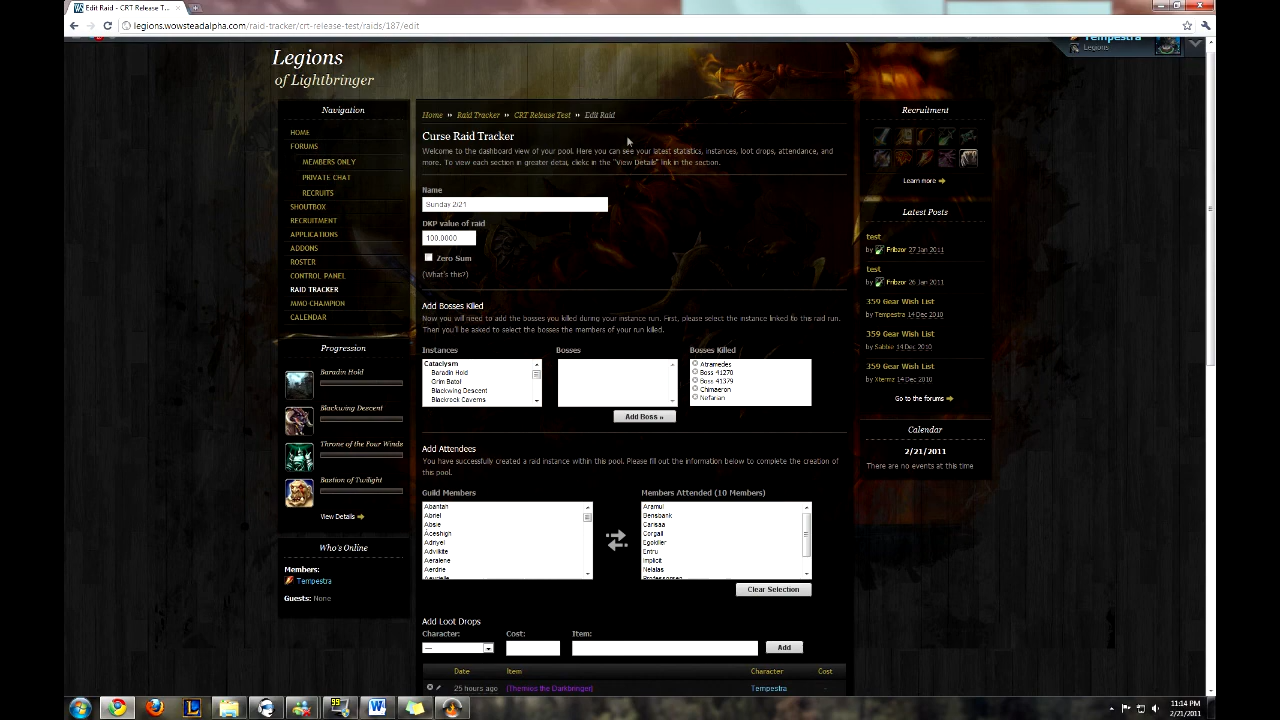 Edit Raid - CRT Release T...
legions.wowsteadalpha.com/raid-tracker/crt-release-test/raids/187/edit
Legions
of Lightbringer
Tempestra
Legions
Navigation
HOME
FORUMS
MEMBERS ONLY
PRIVATE CHAT
RECRUITS
SHOUTBOX
RECRUITMENT
APPLICATIONS
ADDONS
ROSTER
CONTROL PANEL
RAID TRACKER
MMO CHAMPION
CALENDAR
Progression
Baradin Hold
Blackwing Descent
Throne of the Four Winds
Bastion of Twilight
View Details
Who's Online
Members:
Tempestra
Guests: None
Home » Raid Tracker » CRT Release Test » Edit Raid
Curse Raid Tracker
Welcome to the dashboard view of your pool. Here you can see your latest statistics, instances, loot drops, attendance, and
more. To view each section in greater detai, cliekc in the "View Details" link in the section.
Name
Sunday 2/21
DKP value of raid
100.0000
Zero Sum
(What's this?)
Add Bosses Killed
Now you will need to add the bosses you killed during your instance run. First, please select the instance linked to this raid run.
Then you'll be asked to select the bosses the members of your run killed.
Instances
Cataclysm
Baradin Hold
Grim Batol
Blackwing Descent
Blackrock Caverns
Bosses
Bosses Killed
Atramedes
Boss 41270
Boss 41379
Chimaeron
Nefarian
Add Boss »
Add Attendees
You have successfully created a raid instance within this pool. Please fill out the information below to complete the creation of
this pool.
Guild Members
Abantah
Abriel
Absie
Aceshigh
Adriyel
Advilkite
Aeralene
Aerdrie
Aeurielle
Members Attended (10 Members)
Aramul
Densbank
Carisaa
Corgall
Egokiller
Entru
Implicit
Nelalas
Clear Selection
Add Loot Drops
Character:
Cost:
Item:
---
Add
Date
Item
Character
Cost
25 hours ago
[Themios the Darkbringer]
Tempestra
Recruitment
Learn more
Latest Posts
test
by Fribzor 27 Jan 2011
test
by Fribzor 26 Jan 2011
359 Gear Wish List
by Tempestra 14 Dec 2010
359 Gear Wish List
by Sabbie 14 Dec 2010
359 Gear Wish List
by Xtermz 14 Dec 2010
Go to the forums
Calendar
2/21/2011
There are no events at this time
99
11:14 PM
2/21/2011